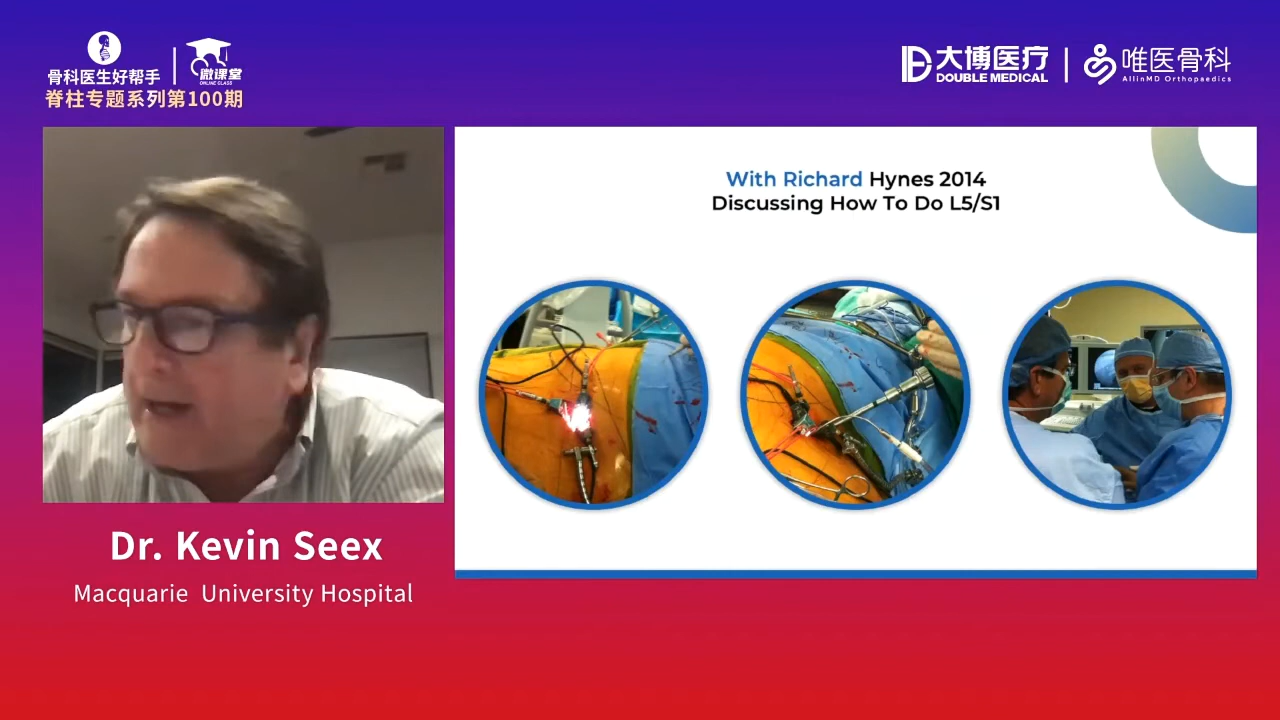 骨科医生好帮手
微课堂
ONLINE CLASS
脊柱专题系列第100期
大博医疗
DOUBLE MEDICAL
唯医骨科
AllinMD Orthopaedics
With Richard Hynes 2014
Discussing How To Do L5/S1
Dr. Kevin Seex
Macquarie University Hospital